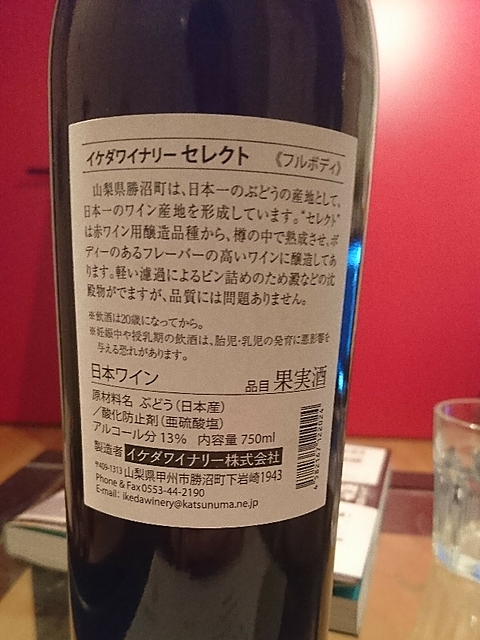 イケダワイナリー セレクト 《フルボディ》
山梨県勝沼町は、日本一のぶどうの産地として、
日本一のワイン産地を形成しています。"セレクト"
は赤ワイン用醸造品種から、樽の中で熟成させ、ボ
ディーのあるフレーバーの高いワインに醸造してあ
ります。軽い濾過によるビン詰めのため澱などの沈
殿物がでますが、品質には問題ありません。
※飲酒は20歳になってから。
※妊娠中や授乳期の飲酒は、胎児・乳児の発育に悪影響を
与える恐れがあります。
日本ワイン 品目 果実酒
原材料名 ぶどう（日本産）
／酸化防止剤（亜硫酸塩）
アルコール分 13％ 内容量 750ml
製造者 イケダワイナリー株式会社
〒409-1313 山梨県甲州市勝沼町下岩崎1943
Phone & Fax 0553-44-2190
E-mail: ikedawinery@katsunuma.ne.jp